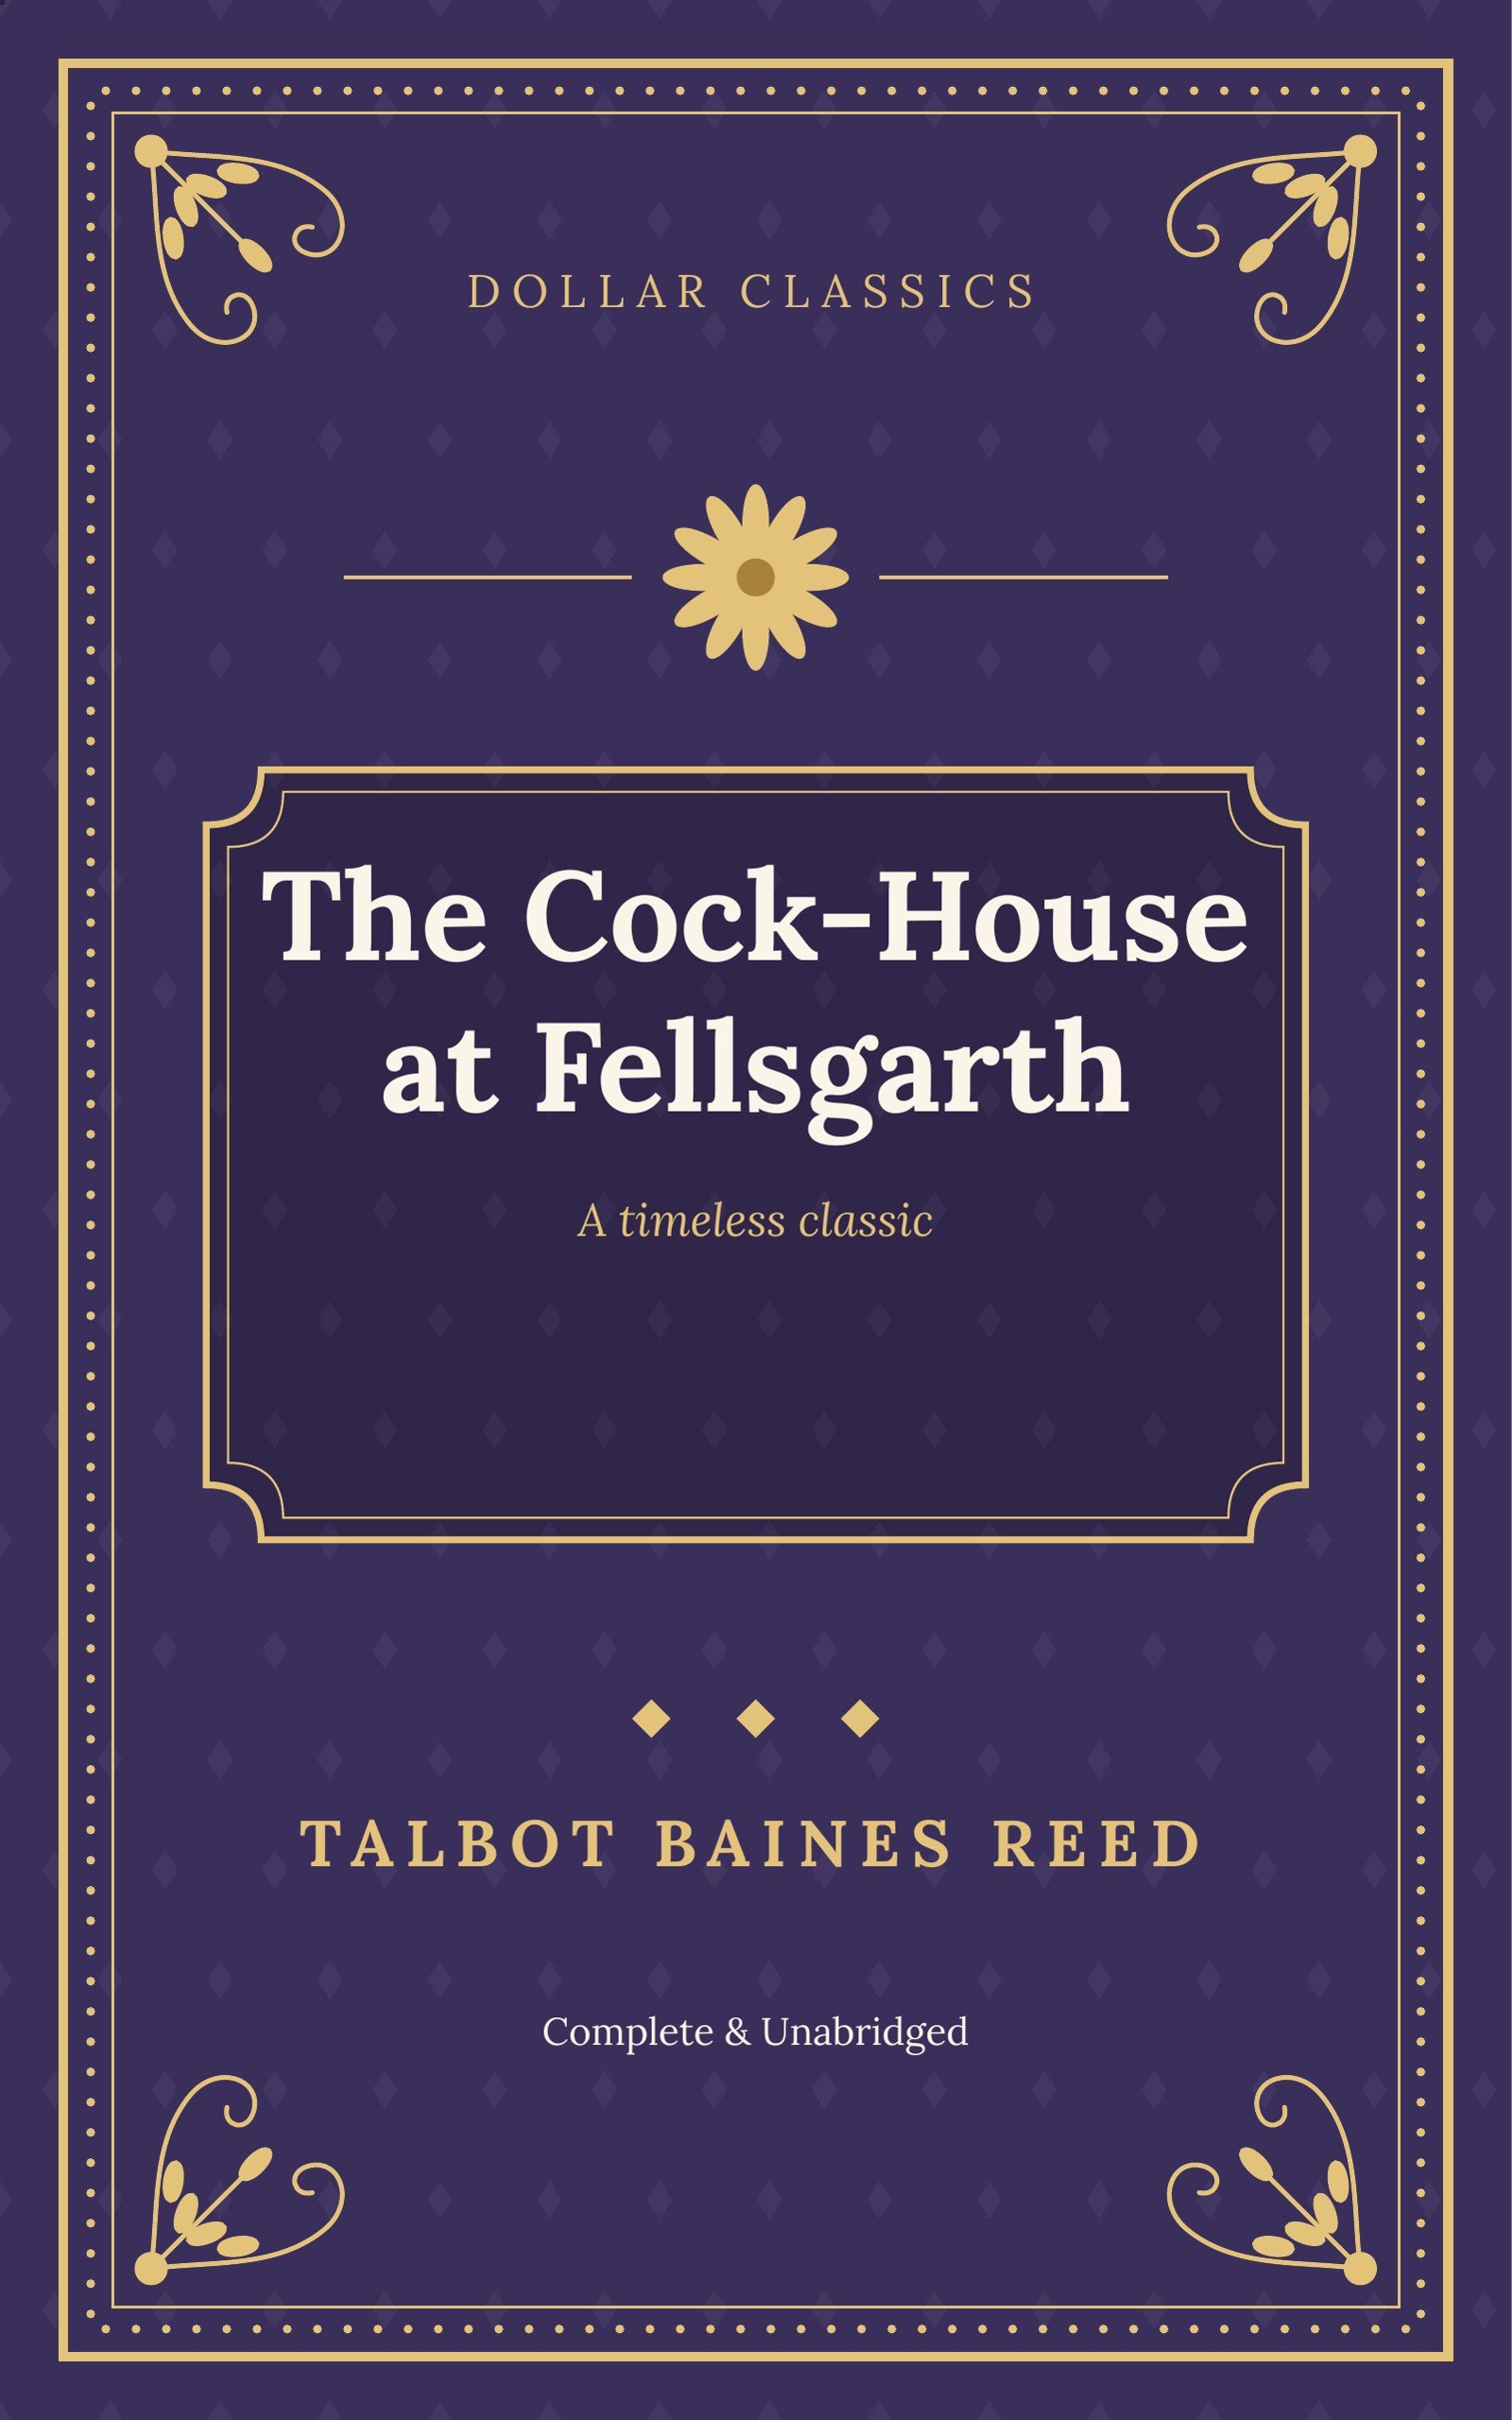 DOLLAR CLASSICS
The Cock-House
at Fellsgarth
A timeless classic
TALBOT BAINES REED
Complete & Unabridged